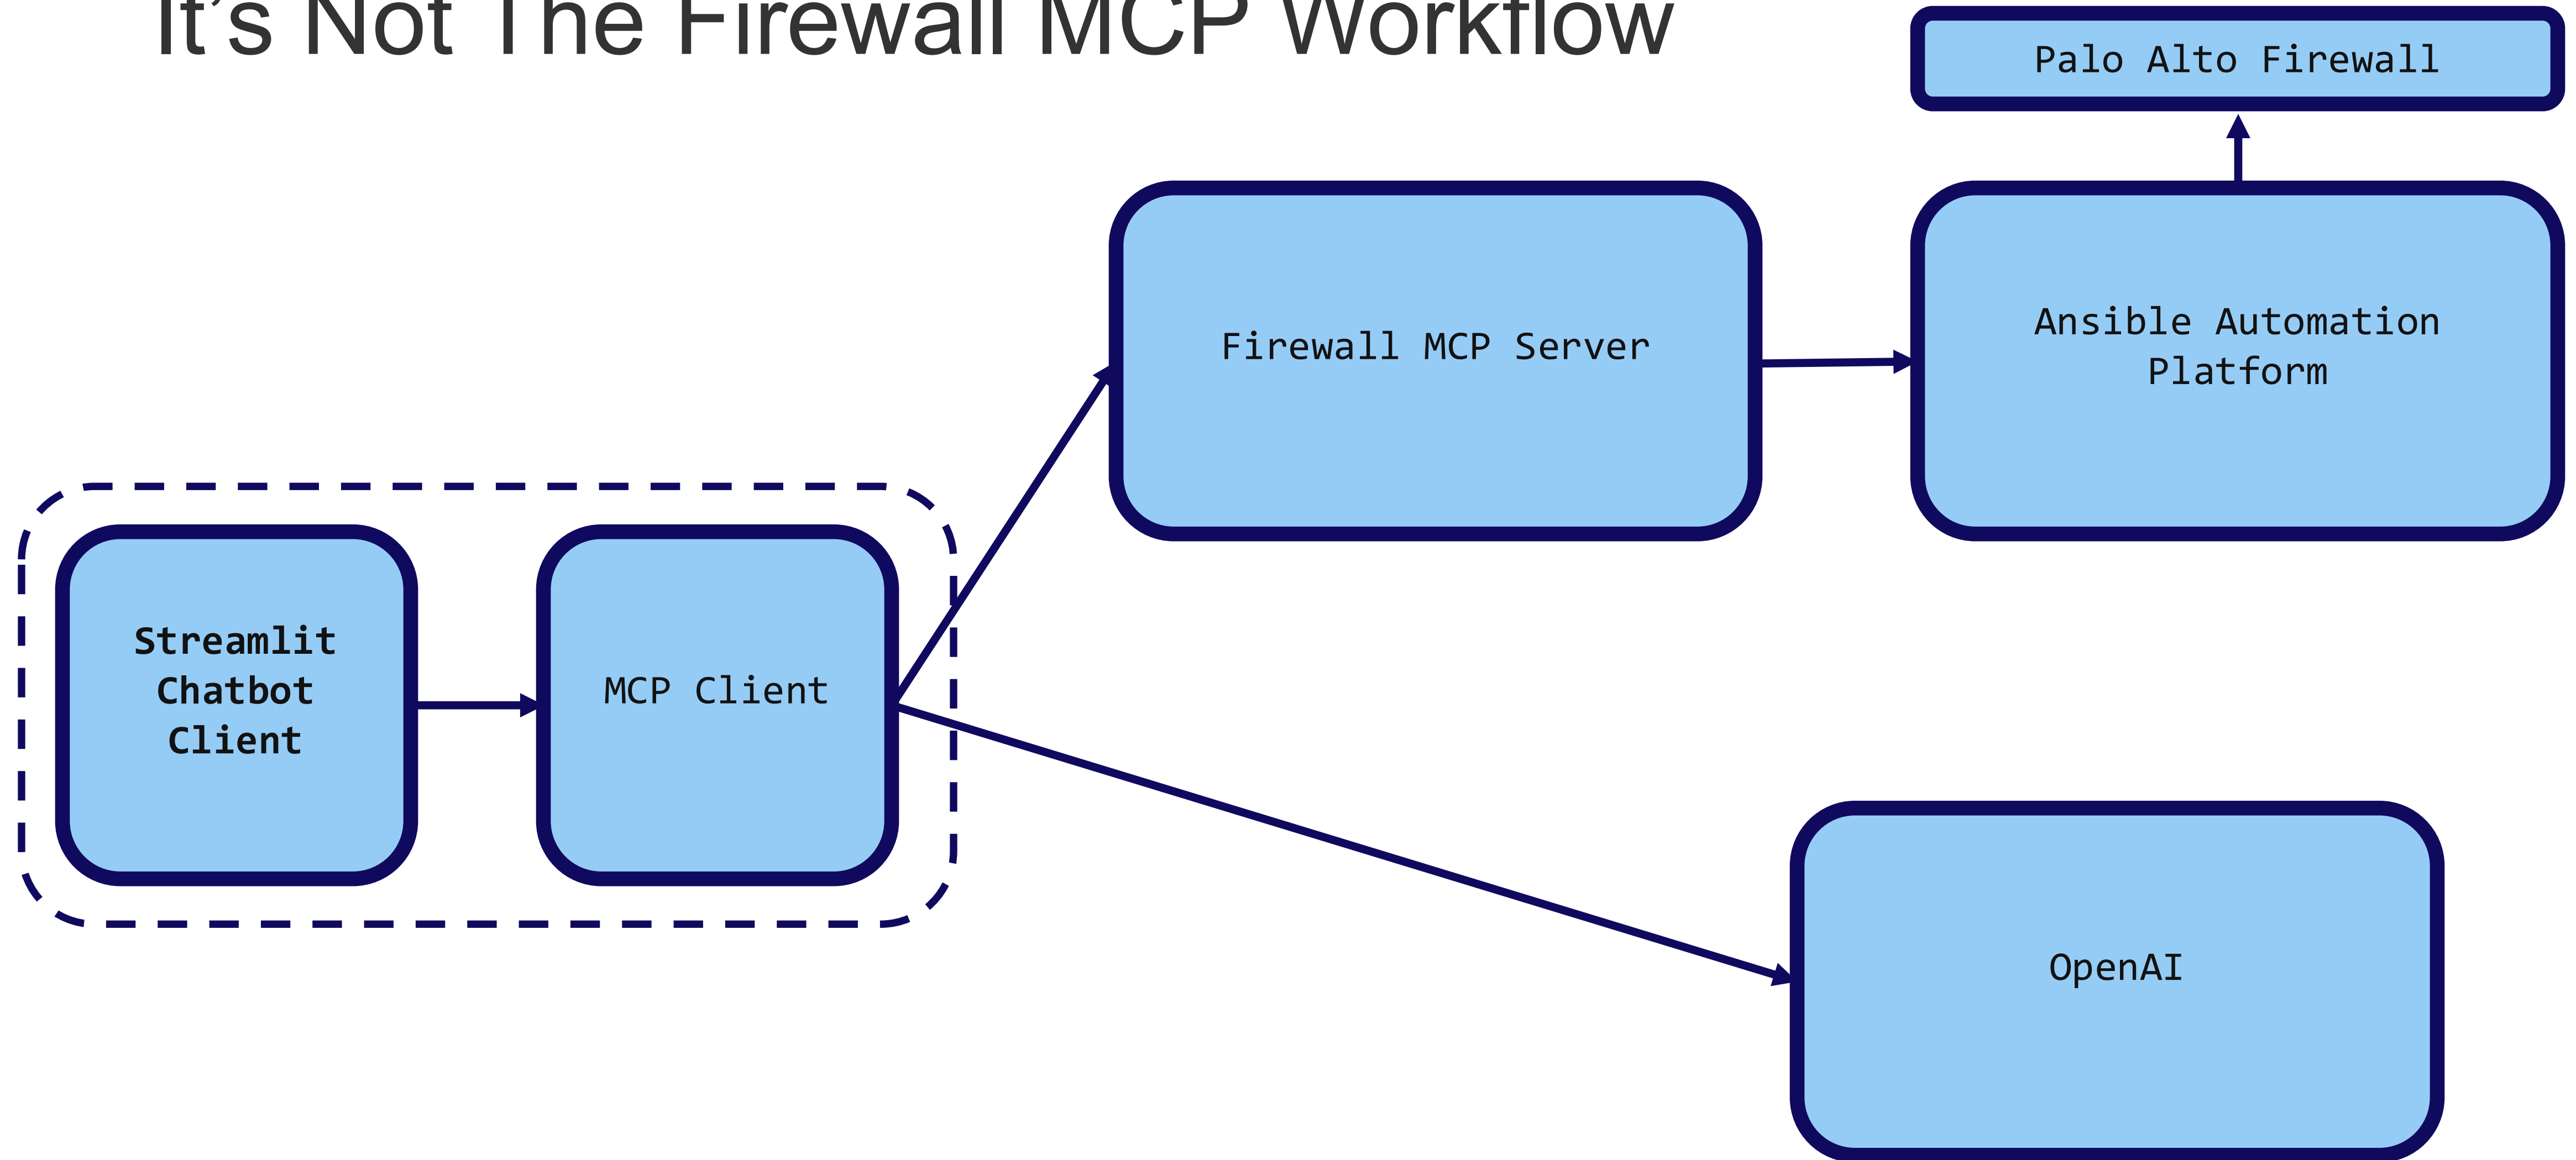 It’s Not The Firewall MCP Workflow
Palo Alto Firewall
Firewall MCP Server
Ansible Automation
Platform
Streamlit
Chatbot
Client
MCP Client
OpenAI